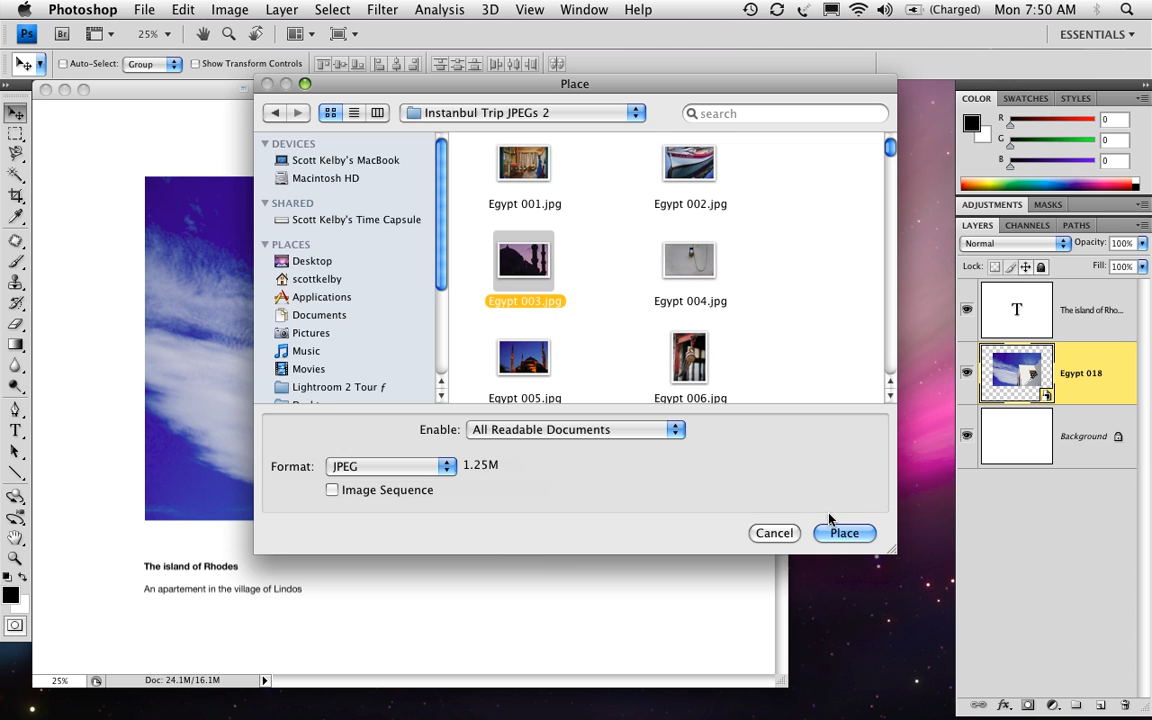 Photoshop File Edit Image Layer Select Filter Analysis 3D View Window Help (Charged) Mon 7:50 AM
Ps Br 25% ESSENTIALS
Auto-Select: Group Show Transform Controls
Place
Instanbul Trip JPEGs 2 search
DEVICES
Scott Kelby's MacBook
Macintosh HD
SHARED
Scott Kelby's Time Capsule
PLACES
Desktop
scottkelby
Applications
Documents
Pictures
Music
Movies
Lightroom 2 Tour f
Egypt 001.jpg Egypt 002.jpg
Egypt 003.jpg Egypt 004.jpg
Egypt 005.jpg Egypt 006.jpg
Enable: All Readable Documents
Format: JPEG 1.25M
Image Sequence
Cancel Place
The island of Rhodes
An apartement in the village of Lindos
25% Doc: 24.1M/16.1M
COLOR SWATCHES STYLES
R 0
G 0
B 0
ADJUSTMENTS MASKS
LAYERS CHANNELS PATHS
Normal Opacity: 100%
Lock: Fill: 100%
T The island of Rho...
Egypt 018
Background
fx